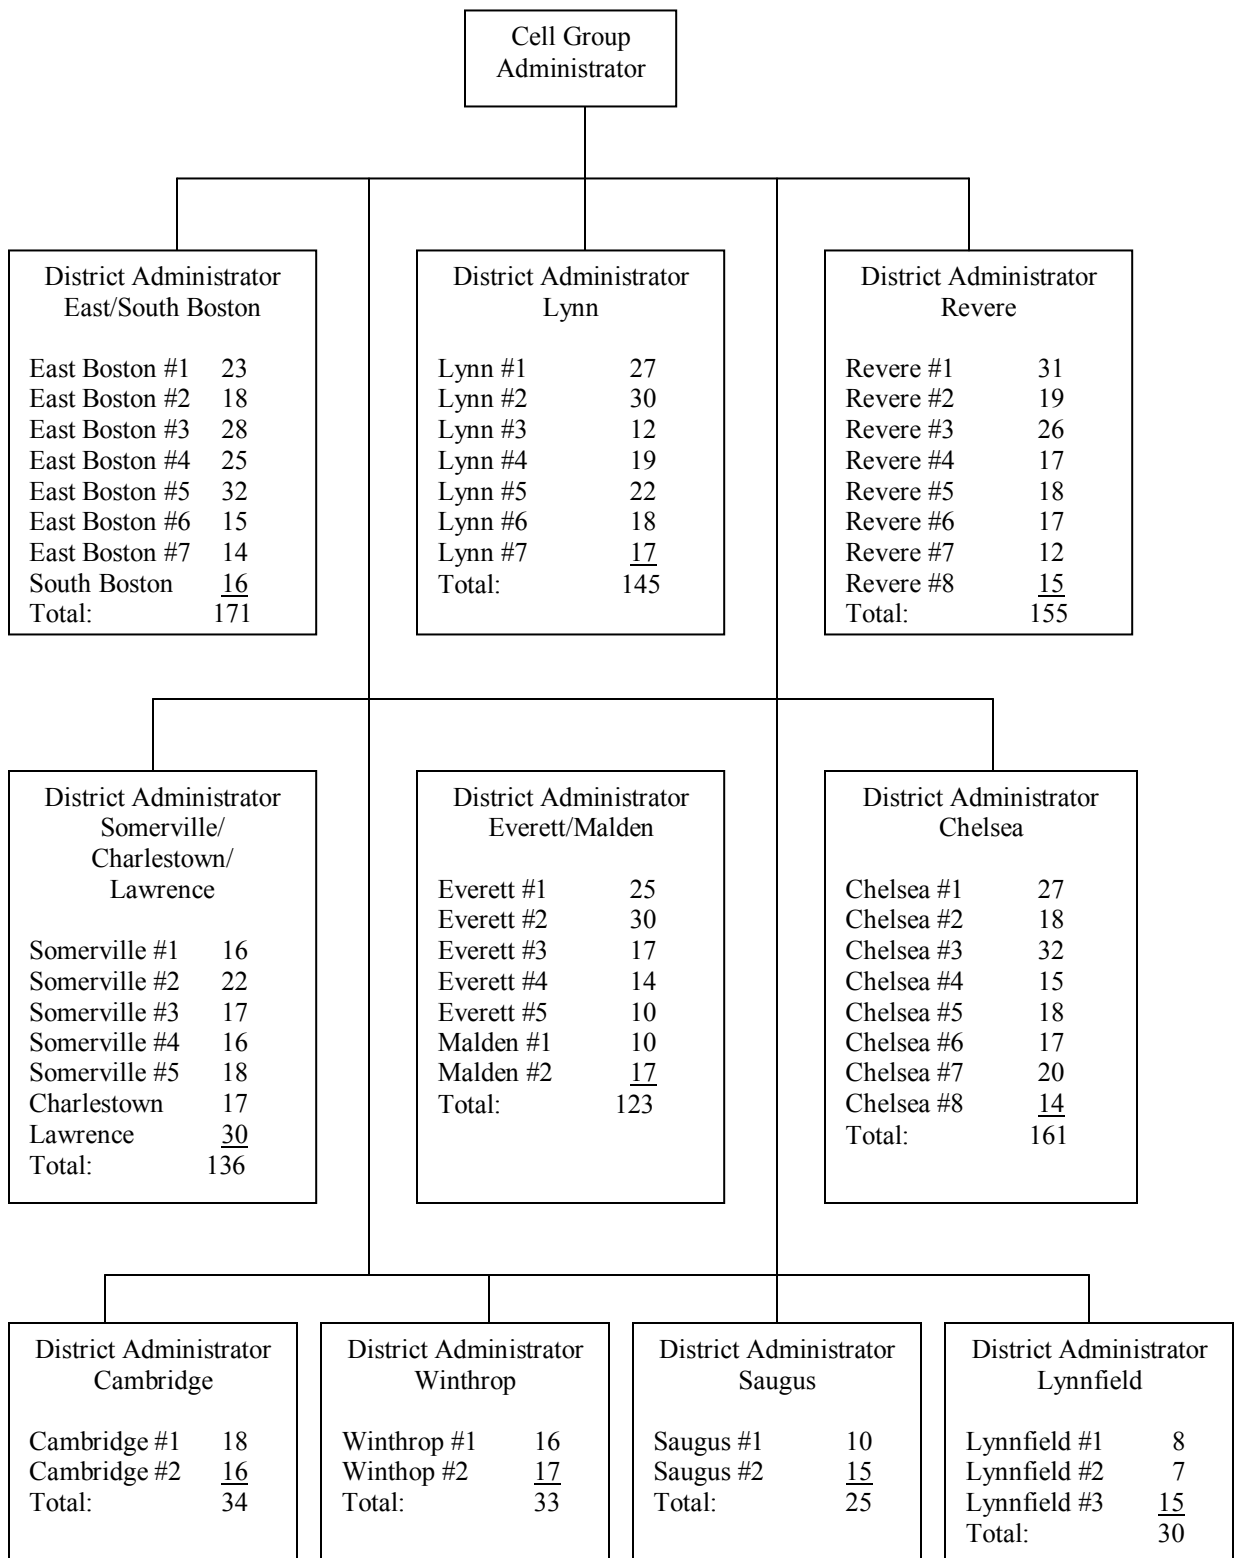 Cell Group
Administrator
District Administrator
East/South Boston
East Boston #1 23
East Boston #2 18
East Boston #3 28
East Boston #4 25
East Boston #5 32
East Boston #6 15
East Boston #7 14
South Boston 16
Total: 171
District Administrator
Lynn
Lynn #1 27
Lynn #2 30
Lynn #3 12
Lynn #4 19
Lynn #5 22
Lynn #6 18
Lynn #7 17
Total: 145
District Administrator
Revere
Revere #1 31
Revere #2 19
Revere #3 26
Revere #4 17
Revere #5 18
Revere #6 17
Revere #7 12
Revere #8 15
Total: 155
District Administrator
Somerville/
Charlestown/
Lawrence
Somerville #1 16
Somerville #2 22
Somerville #3 17
Somerville #4 16
Somerville #5 18
Charlestown 17
Lawrence 30
Total: 136
District Administrator
Everett/Malden
Everett #1 25
Everett #2 30
Everett #3 17
Everett #4 14
Everett #5 10
Malden #1 10
Malden #2 17
Total: 123
District Administrator
Chelsea
Chelsea #1 27
Chelsea #2 18
Chelsea #3 32
Chelsea #4 15
Chelsea #5 18
Chelsea #6 17
Chelsea #7 20
Chelsea #8 14
Total: 161
District Administrator
Cambridge
Cambridge #1 18
Cambridge #2 16
Total: 34
District Administrator
Winthrop
Winthrop #1 16
Winthop #2 17
Total: 33
District Administrator
Saugus
Saugus #1 10
Saugus #2 15
Total: 25
District Administrator
Lynnfield
Lynnfield #1 8
Lynnfield #2 7
Lynnfield #3 15
Total: 30